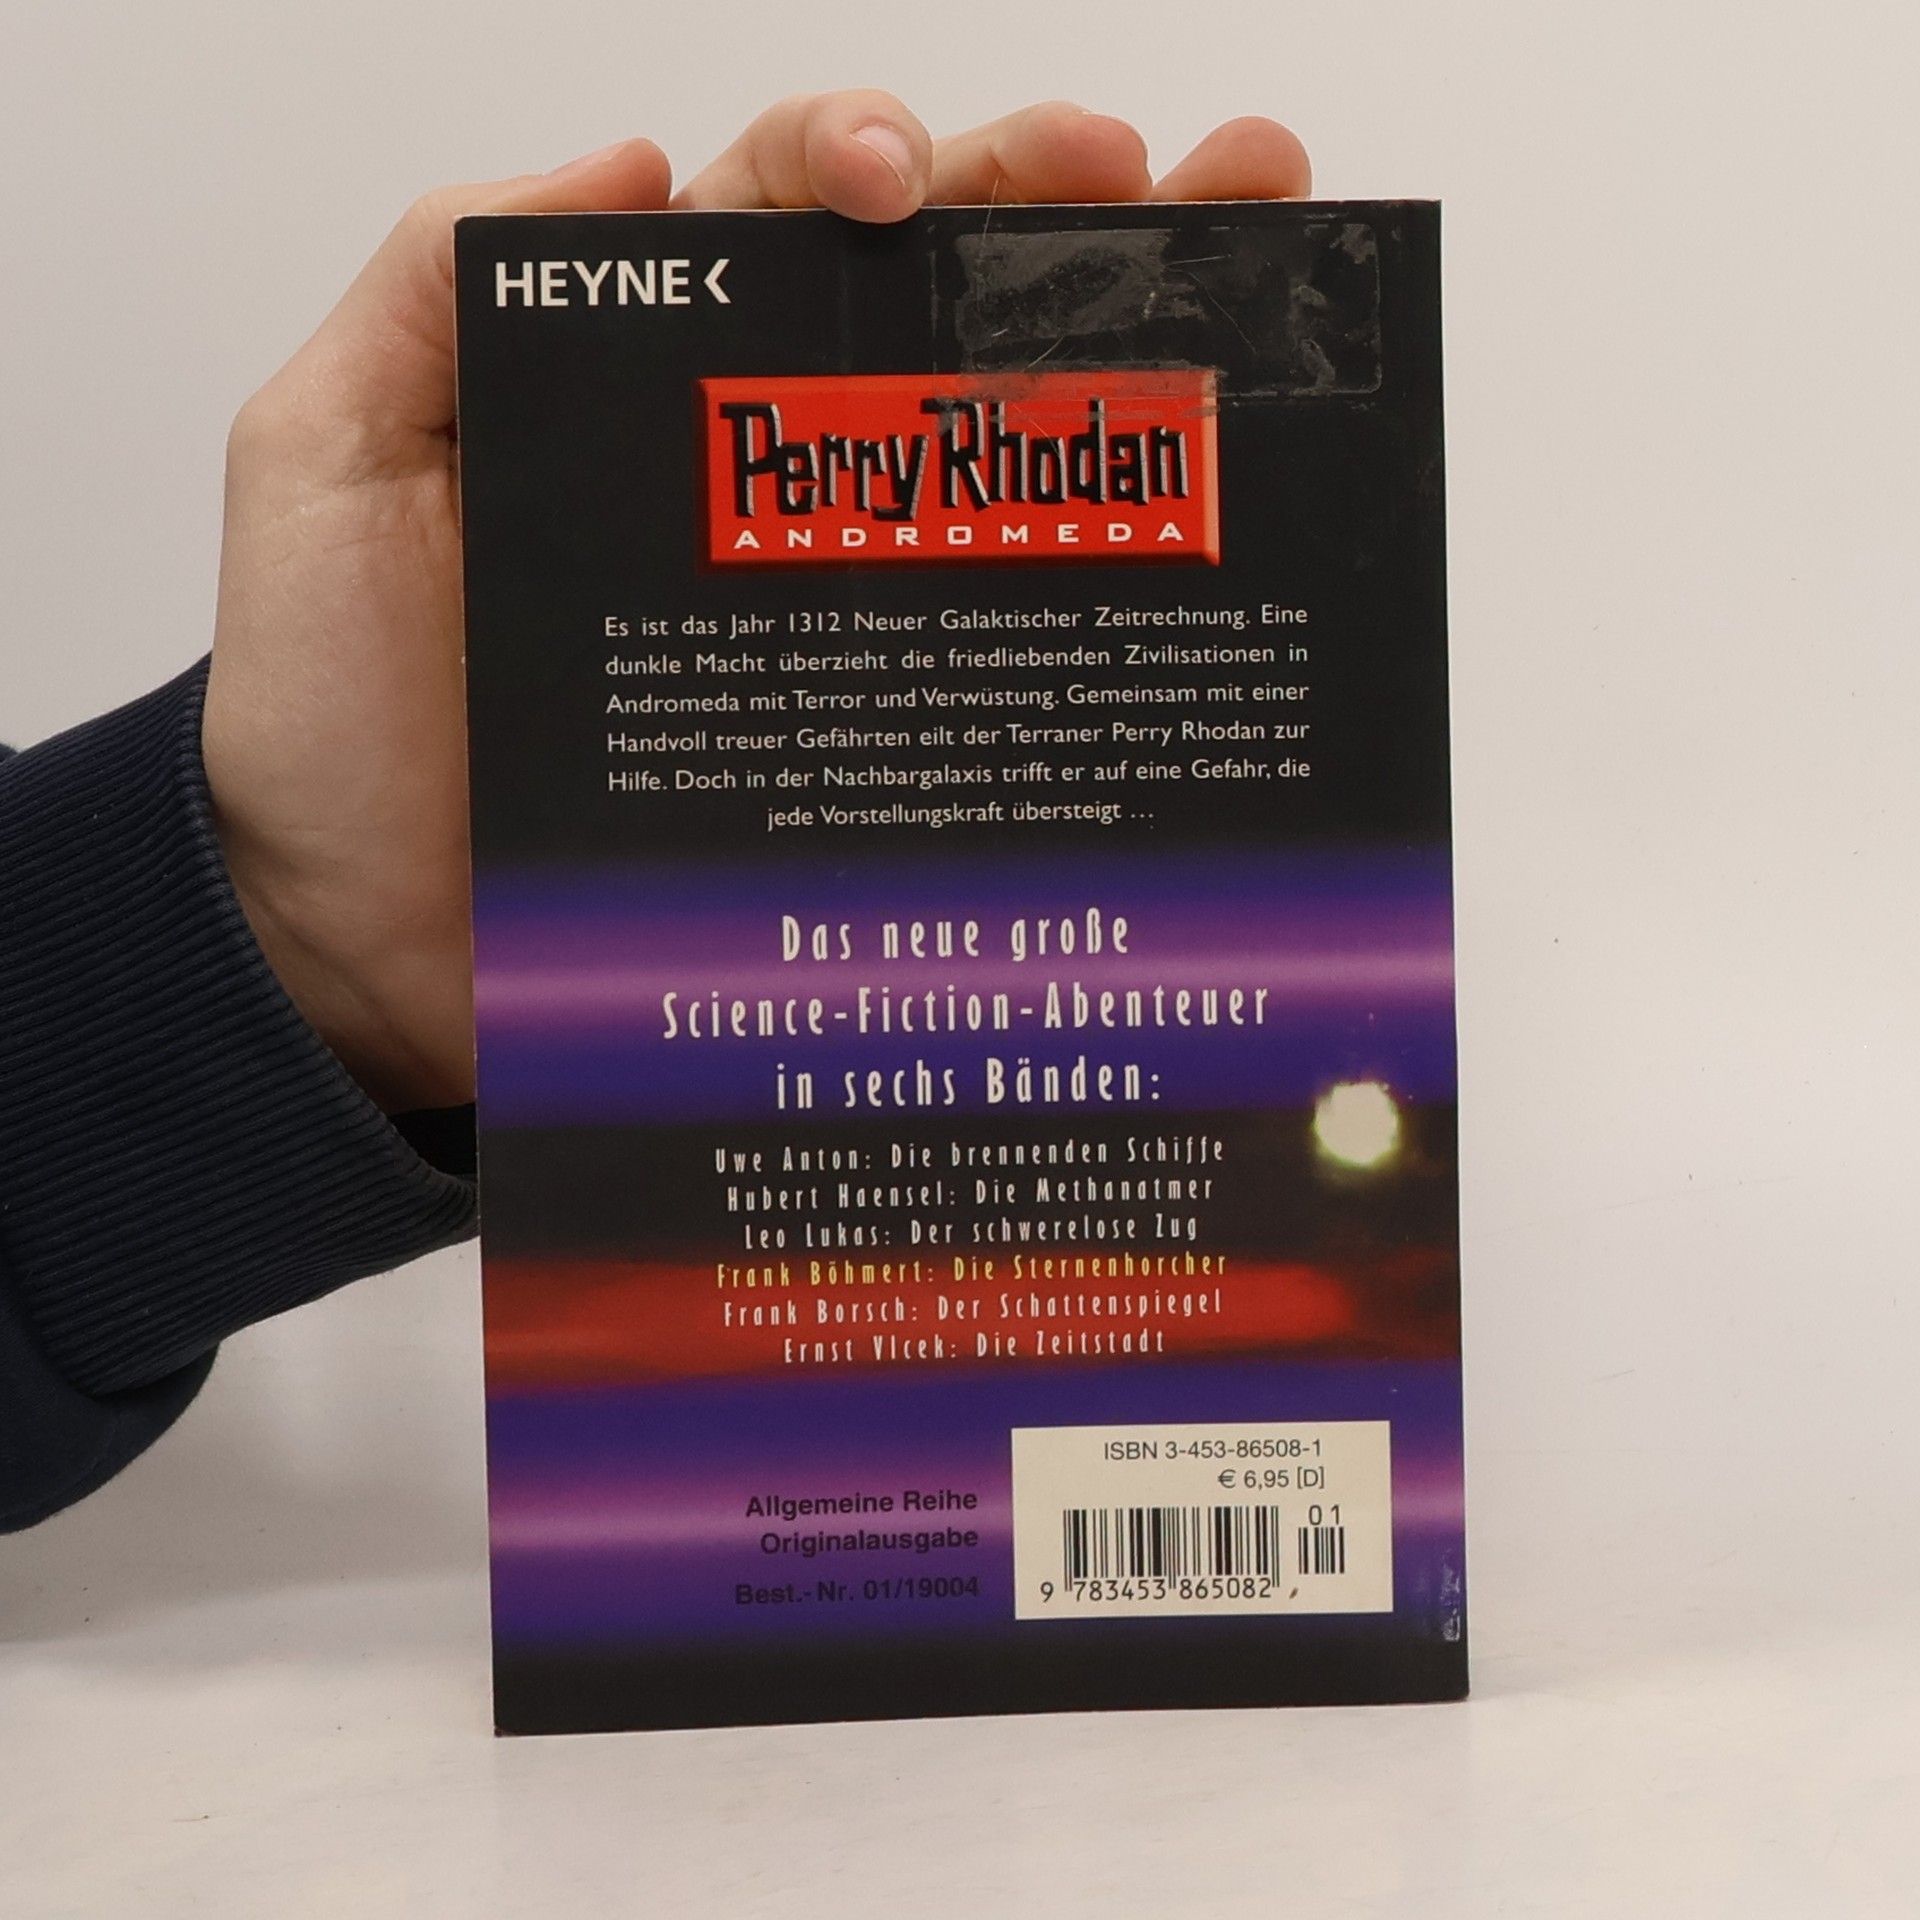 HEYNE
Perry Rhodan
ANDROMEDA
Es ist das Jahr 1312 Neuer Galaktischer Zeitrechnung. Eine
dunkle Macht überzieht die friedliebenden Zivilisationen in
Andromeda mit Terror und Verwüstung. Gemeinsam mit einer
Handvoll treuer Gefährten eilt der Terraner Perry Rhodan zur
Hilfe. Doch in der Nachbargalaxis trifft er auf eine Gefahr, die
jede Vorstellungskraft übersteigt ...
Das neue große
Science-Fiction-Abenteuer
in sechs Bänden:
Uwe Anton: Die brennenden Schiffe
Hubert Haensel: Die Methanatmer
Leo Lukas: Der schwerelose Zug
Frank Böhmert: Die Sternenhorcher
Frank Borsch: Der Schattenspiegel
Ernst Vlcek: Die Zeitstadt
Allgemeine Reihe
Originalausgabe
Best.-Nr. 01/19004
ISBN 3-453-86508-1
€ 6,95 [D]
01
9 783453 865082